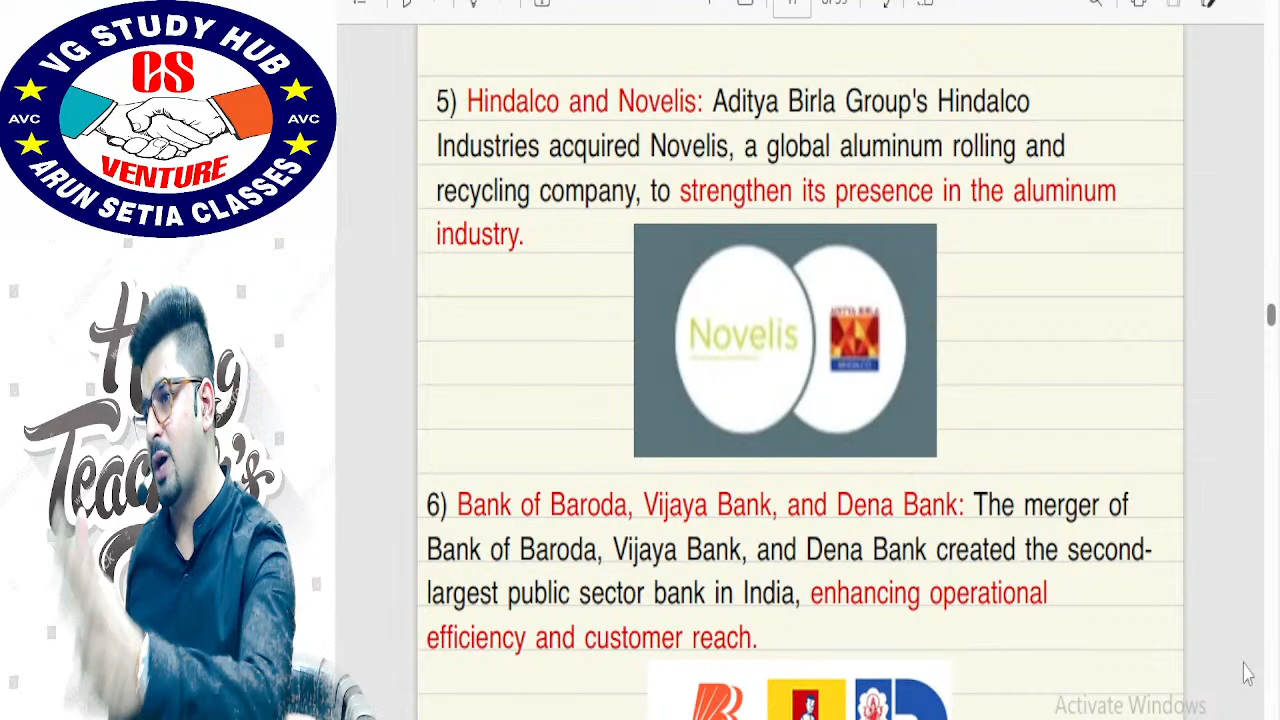 VG STUDY HUB
CS
AVC
AVC
VENTURE
ARUN SETIA CLASSES
5) Hindalco and Novelis: Aditya Birla Group's Hindalco
Industries acquired Novelis, a global aluminum rolling and
recycling company, to strengthen its presence in the aluminum
industry.
Novelis
ADITYA BIRLA
6) Bank of Baroda, Vijaya Bank, and Dena Bank: The merger of
Bank of Baroda, Vijaya Bank, and Dena Bank created the second-
largest public sector bank in India, enhancing operational
efficiency and customer reach.
Activate Windows